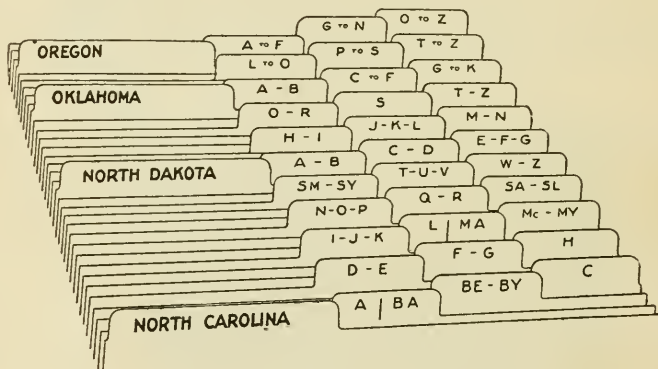 OREGON A TO F G TO N O TO Z
L TO O P TO S T TO Z
OKLAHOMA A - B C TO F G TO K
O - R S T - Z
H - I J - K - L M - N
NORTH DAKOTA A - B C - D E - F - G
SM - SY T - U - V W - Z
N - O - P Q - R SA - SL
I - J - K L | MA Mc - MY
D - E F - G H
NORTH CAROLINA A | BA BE - BY C